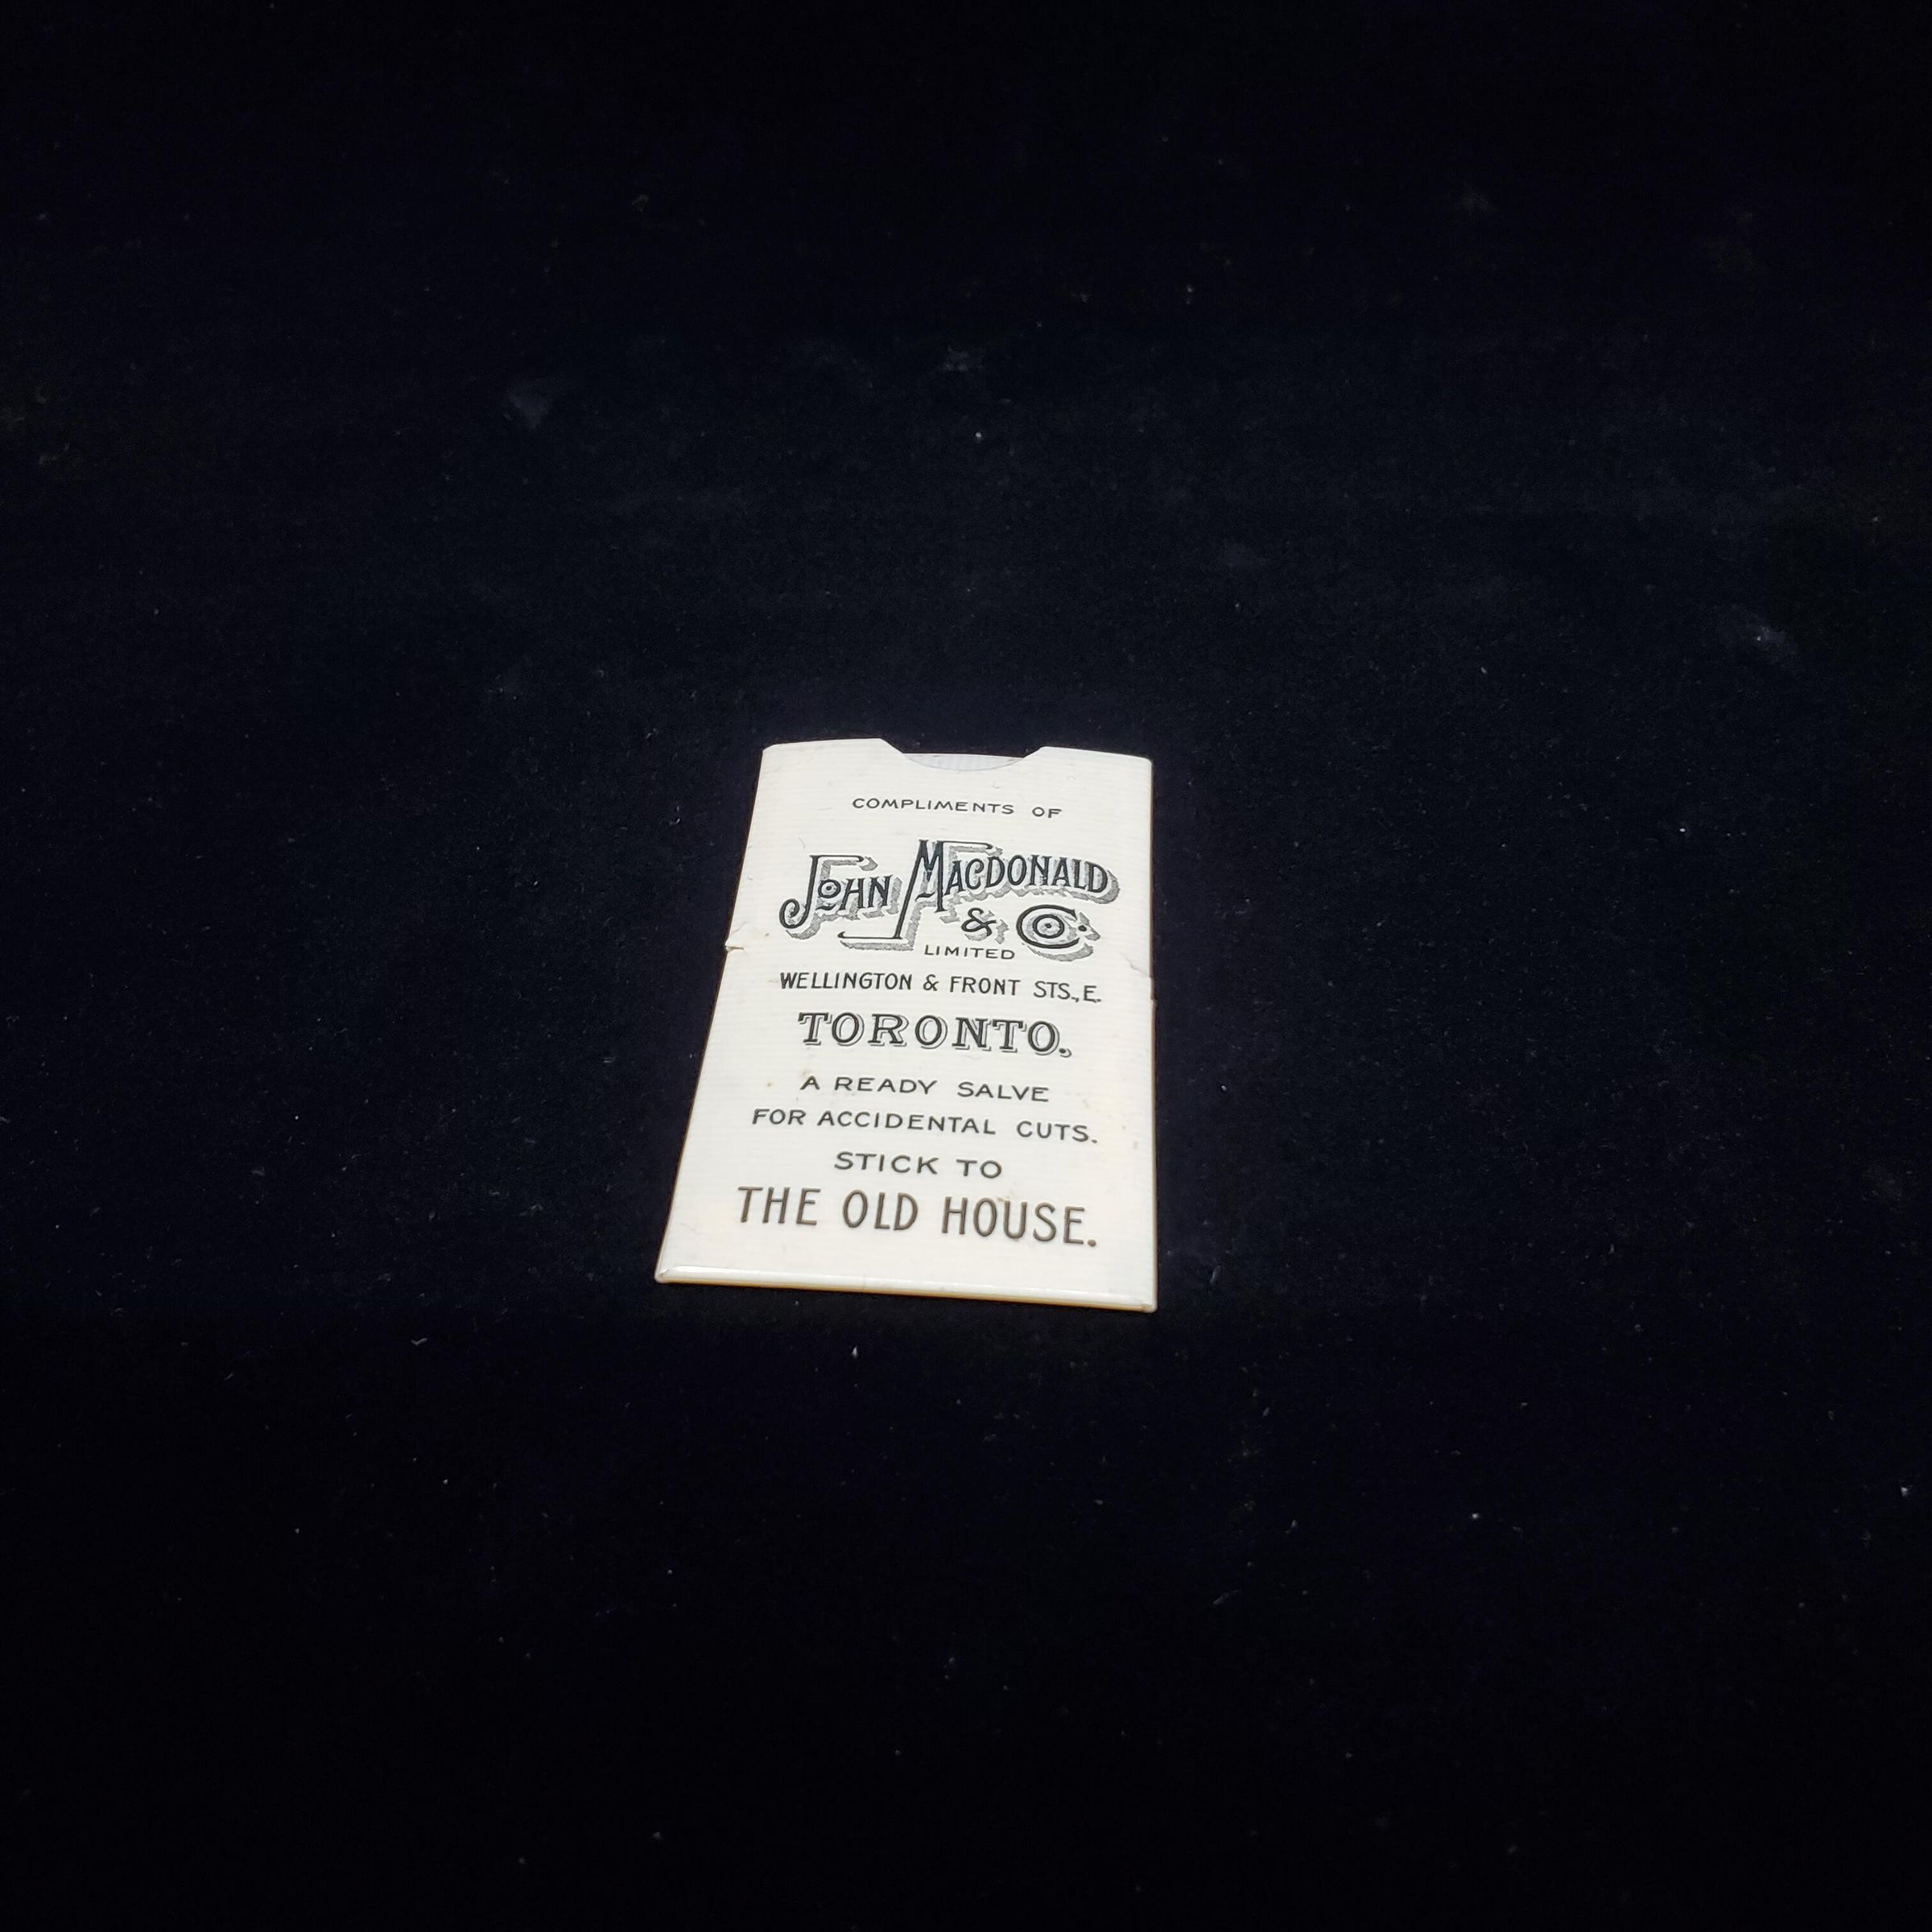 COMPLIMENTS OF
JOHN MACDONALD
& Co.
LIMITED
WELLINGTON & FRONT STS., E.
TORONTO.
A READY SALVE
FOR ACCIDENTAL CUTS.
STICK TO
THE OLD HOUSE.